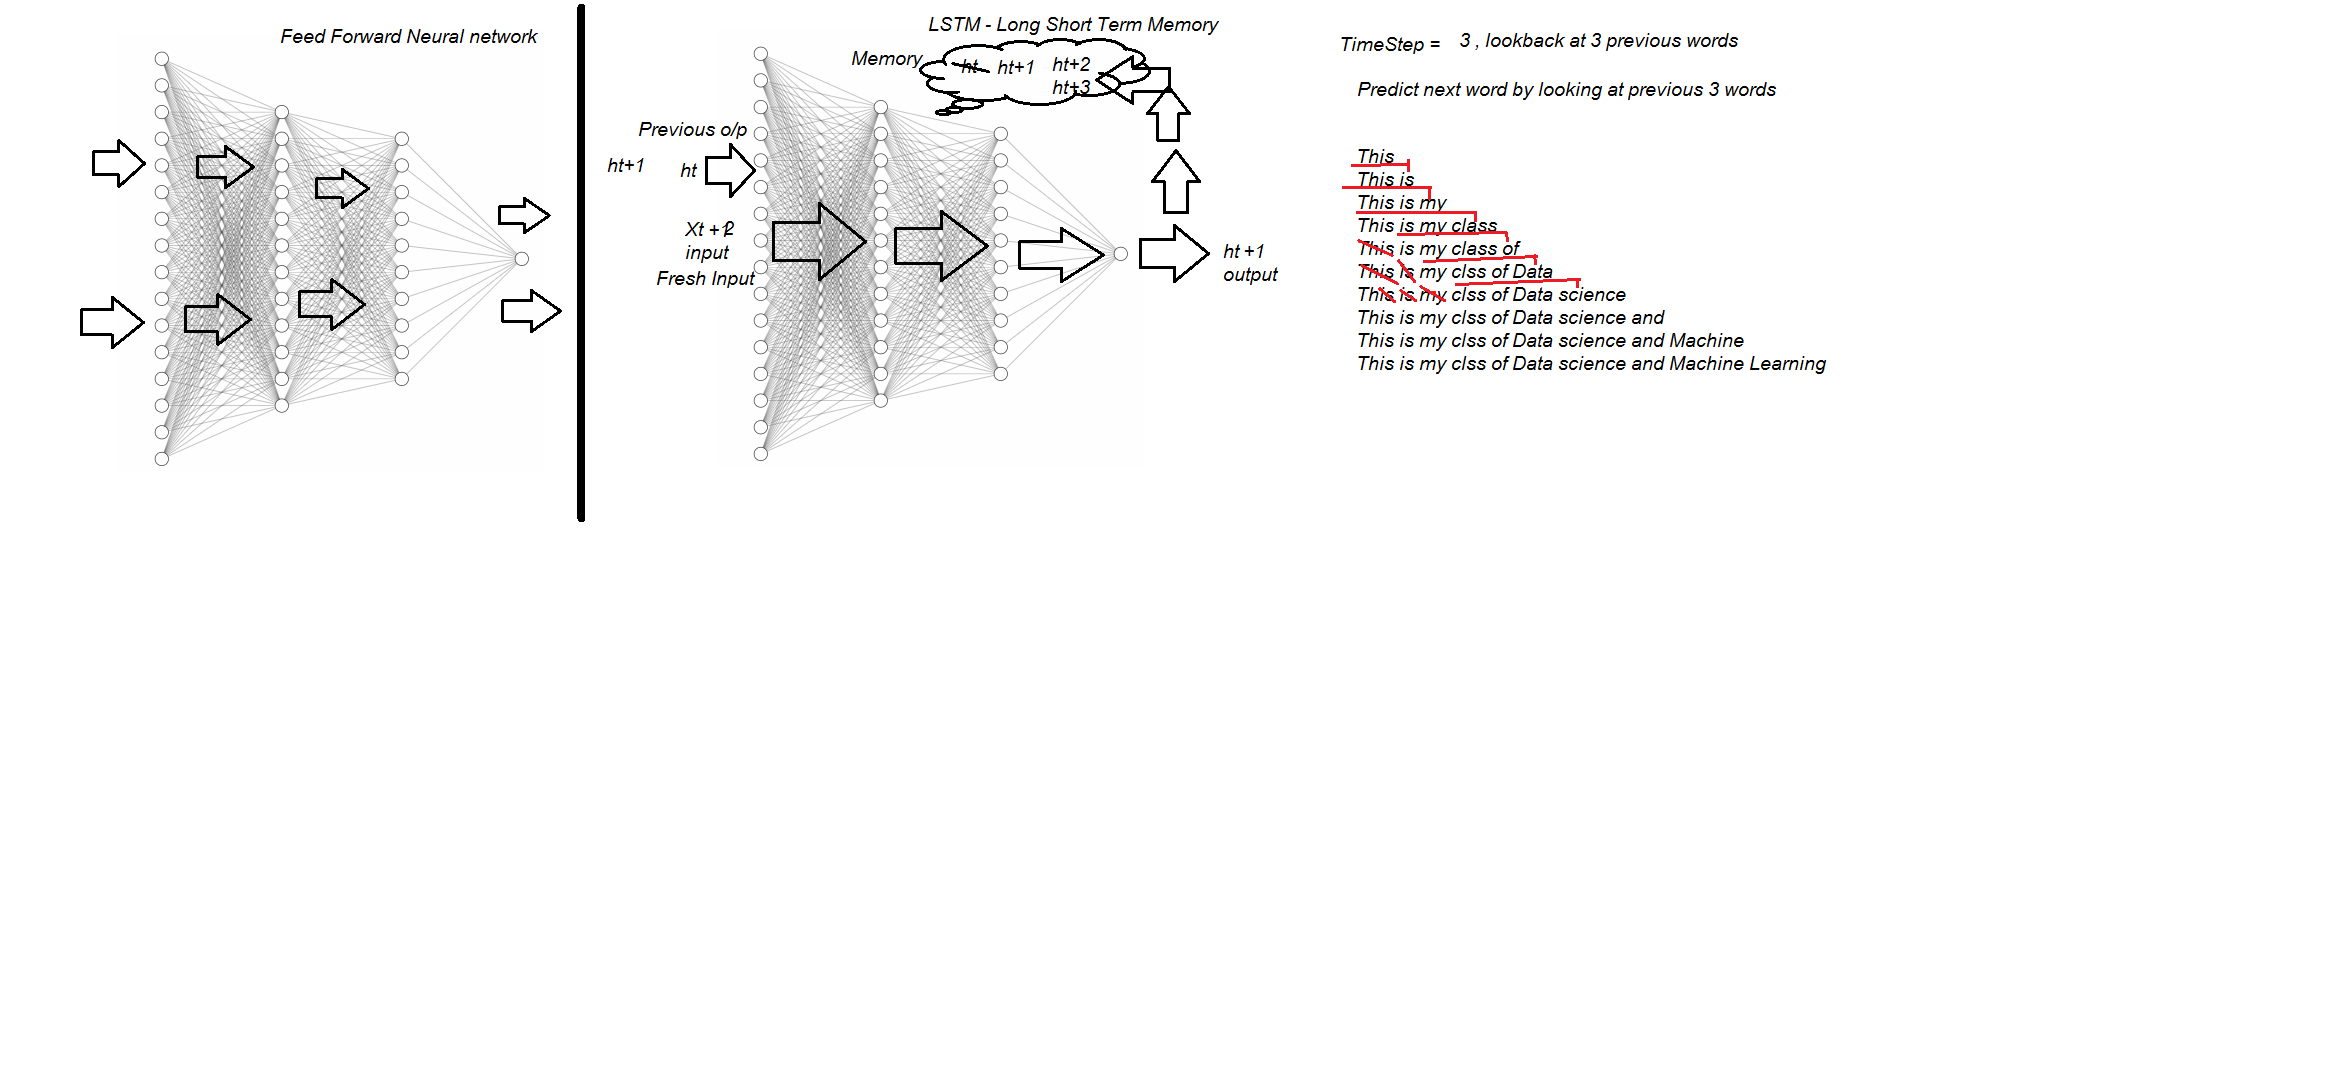 Feed Forward Neural network
LSTM - Long Short Term Memory
Memory
ht ht+1 ht+2
ht+3
Previous o/p
ht+1 ht
Xt +2
input
Fresh Input
ht +1
output
TimeStep = 3 , lookback at 3 previous words
Predict next word by looking at previous 3 words
This
This is
This is my
This is my class
This is my class of
This is my clss of Data
This is my clss of Data science
This is my clss of Data science and
This is my clss of Data science and Machine
This is my clss of Data science and Machine Learning